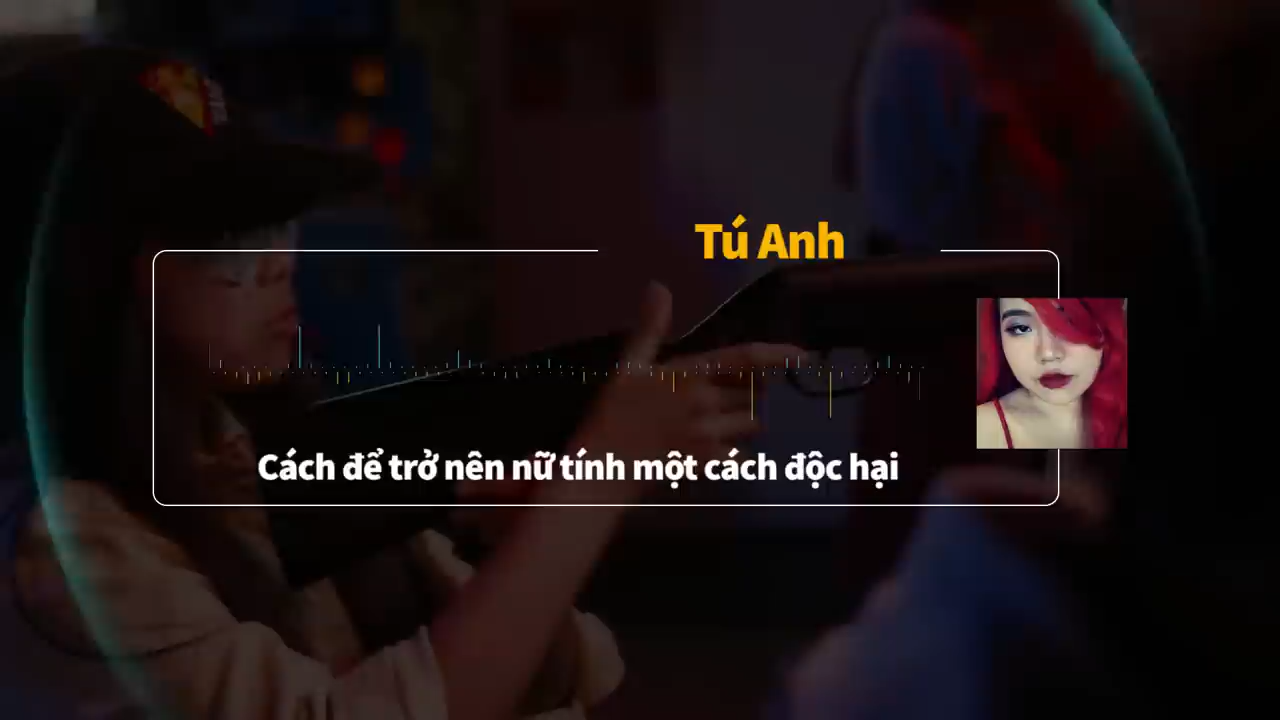 Tú Anh
Cách để trở nên nữ tính một cách độc hại